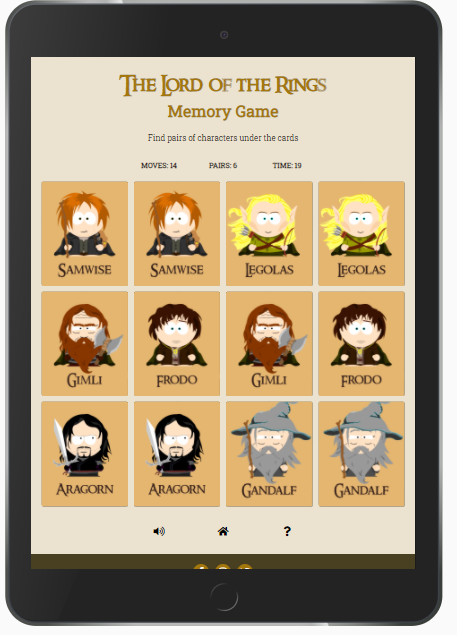 THE LORD OF THE RINGS
Memory Game
Find pairs of characters under the cards
MOVES: 14 PAIRS: 6 TIME: 19
SAMWISE SAMWISE LEGOLAS LEGOLAS
GIMLI FRODO GIMLI FRODO
ARAGORN ARAGORN GANDALF GANDALF
?